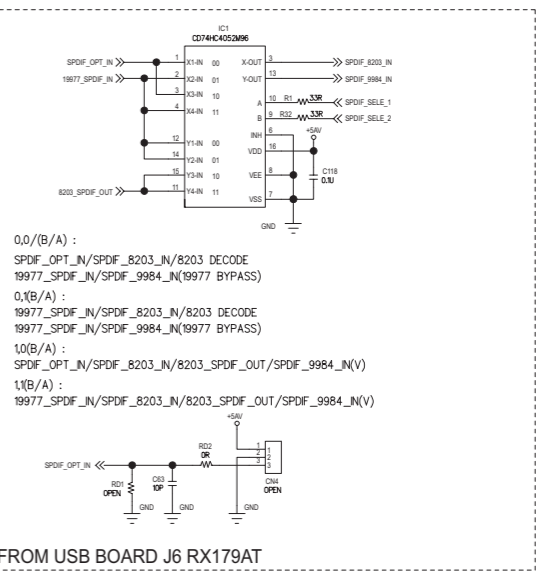 IC1
CD74HC4052M96
SPDIF_OPT_IN 1 X1-IN 00 X-OUT 3 SPDIF_8203_IN
19977_SPDIF_IN 2 X2-IN 01 Y-OUT 13 SPDIF_9984_IN
3 X3-IN 10
4 X4-IN 11 A 10 R1 33R SPDIF_SELE_1
B 9 R32 33R SPDIF_SELE_2
+5AV
12 Y1-IN 00 INH 6
14 Y2-IN 01 VDD 16
15 Y3-IN 10 VEE 8 C118
0.1U
8203_SPDIF_OUT 11 Y4-IN 11 VSS 7
GND
0,0/(B/A) :
SPDIF_OPT_IN/SPDIF_8203_IN/8203 DECODE
19977_SPDIF_IN/SPDIF_9984_IN(19977 BYPASS)
0,1(B/A) :
19977_SPDIF_IN/SPDIF_8203_IN/8203 DECODE
19977_SPDIF_IN/SPDIF_9984_IN(19977 BYPASS)
1,0(B/A) :
SPDIF_OPT_IN/SPDIF_8203_IN/8203_SPDIF_OUT/SPDIF_9984_IN(V)
1,1(B/A) :
19977_SPDIF_IN/SPDIF_8203_IN/8203_SPDIF_OUT/SPDIF_9984_IN(V)
+5AV
RD2
0R
1 1
2 2
3 3
SPDIF_OPT_IN
RD1
OPEN
C63
10P
CN4
OPEN
GND GND GND
FROM USB BOARD J6 RX179AT